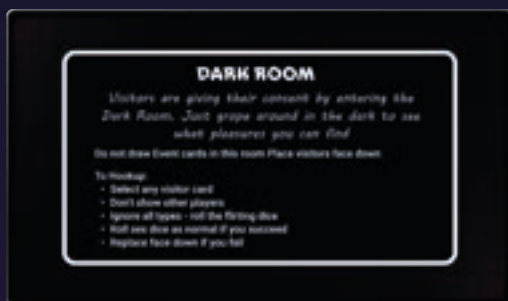 DARK ROOM
Visitors are giving their consent by entering the
Dark Room. Just grope around in the dark to see
what pleasures you can find
Do not draw Event cards in this room Place visitors face down
To Hookup:
• Select any visitor card
• Don't show other players
• Ignore all types - roll the flirting dice
• Roll sex dice as normal if you succeed
• Replace face down if you fail